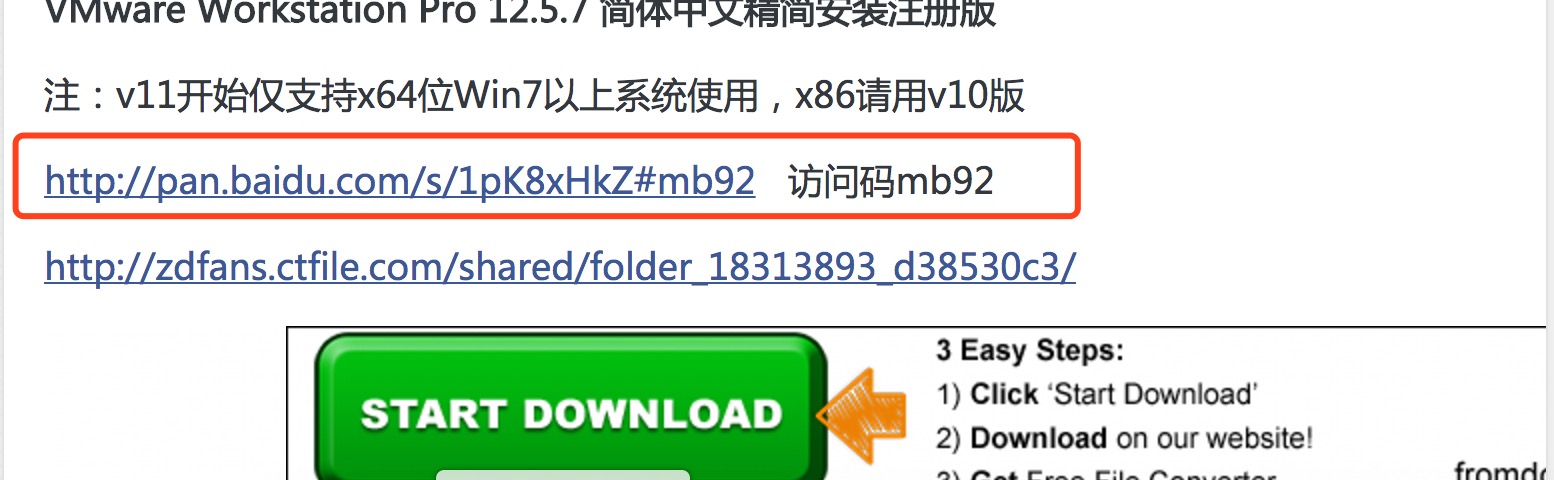 VMware Workstation Pro 12.5.7 简体中文精简安装注册版
注：v11开始仅支持x64位Win7以上系统使用，x86请用v10版
http://pan.baidu.com/s/1pK8xHkZ#mb92 访问码mb92
http://zdfans.ctfile.com/shared/folder_18313893_d38530c3/
START DOWNLOAD
3 Easy Steps:
1) Click ‘Start Download’
2) Download on our website!
3) Get Free File Converter